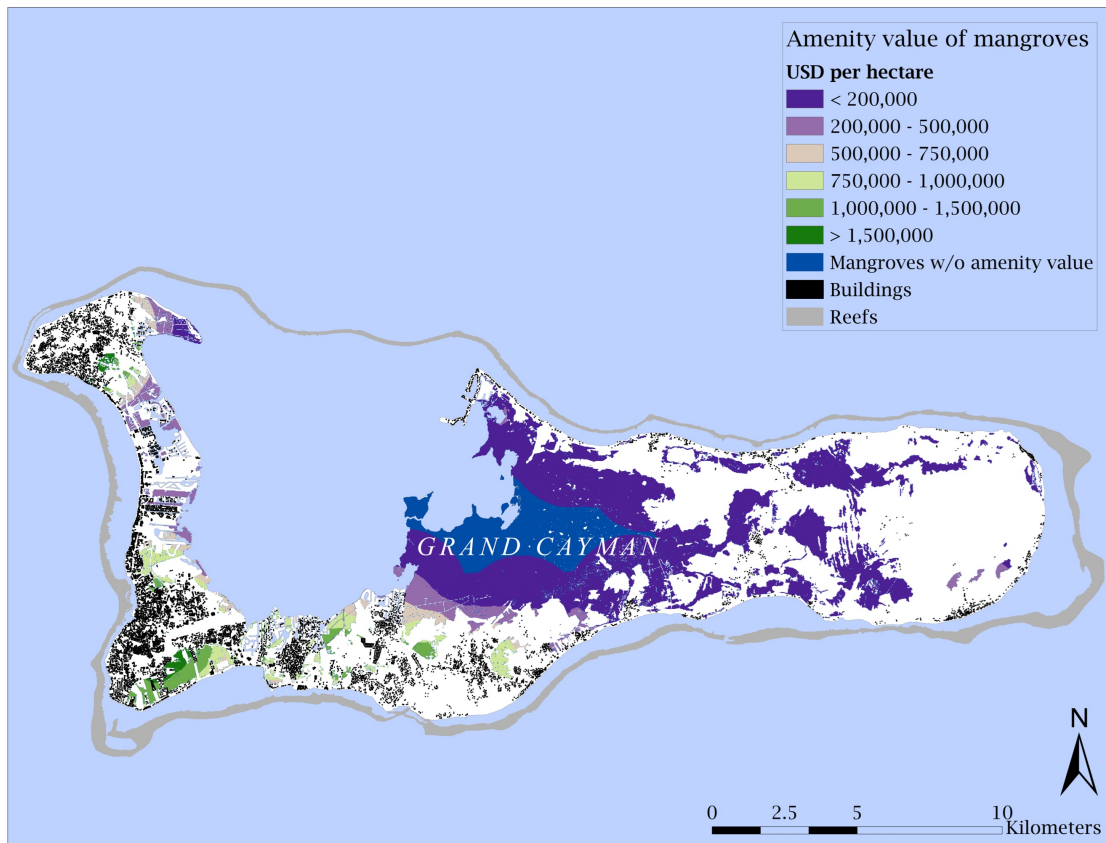 Amenity value of mangroves
USD per hectare
< 200,000
200,000 - 500,000
500,000 - 750,000
750,000 - 1,000,000
1,000,000 - 1,500,000
> 1,500,000
Mangroves w/o amenity value
Buildings
Reefs
GRAND CAYMAN
N
0 2.5 5 10
Kilometers